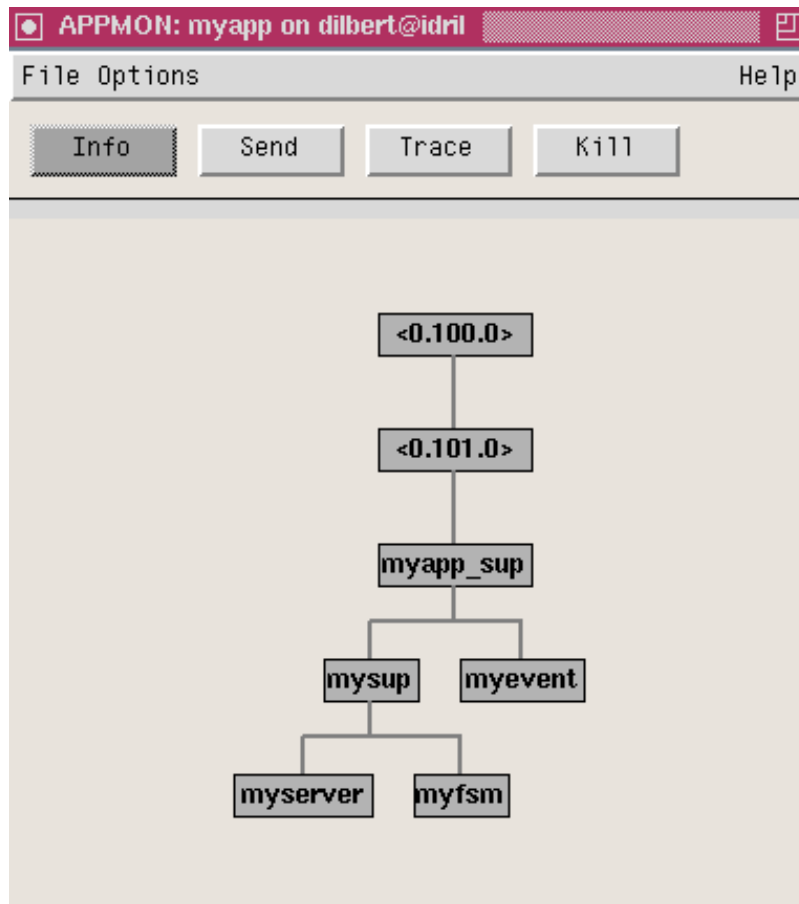 APPMON: myapp on dilbert@idril
File Options Help
Info Send Trace Kill
<0.100.0>
<0.101.0>
myapp_sup
mysup myevent
myserver myfsm